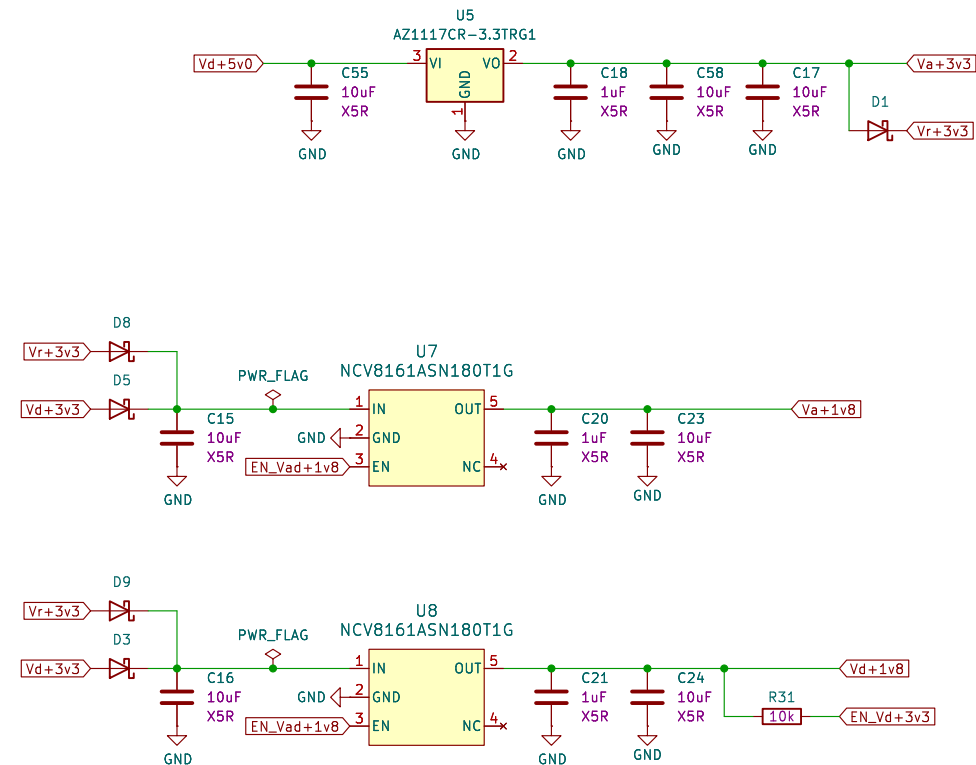 U5
AZ1117CR-3.3TRG1
Vd+5v0
3
VI
VO
2
GND
1
GND
C55
10uF
X5R
GND
C18
1uF
X5R
GND
C58
10uF
X5R
GND
C17
10uF
X5R
GND
Va+3v3
D1
Vr+3v3
D8
Vr+3v3
D5
Vd+3v3
C15
10uF
X5R
GND
PWR_FLAG
U7
NCV8161ASN180T1G
1
IN
OUT
5
GND
2
GND
EN_Vad+1v8
3
EN
NC
4
C20
1uF
X5R
GND
C23
10uF
X5R
GND
Va+1v8
D9
Vr+3v3
D3
Vd+3v3
C16
10uF
X5R
GND
PWR_FLAG
U8
NCV8161ASN180T1G
1
IN
OUT
5
GND
2
GND
EN_Vad+1v8
3
EN
NC
4
C21
1uF
X5R
GND
C24
10uF
X5R
GND
Vd+1v8
R31
10k
EN_Vd+3v3